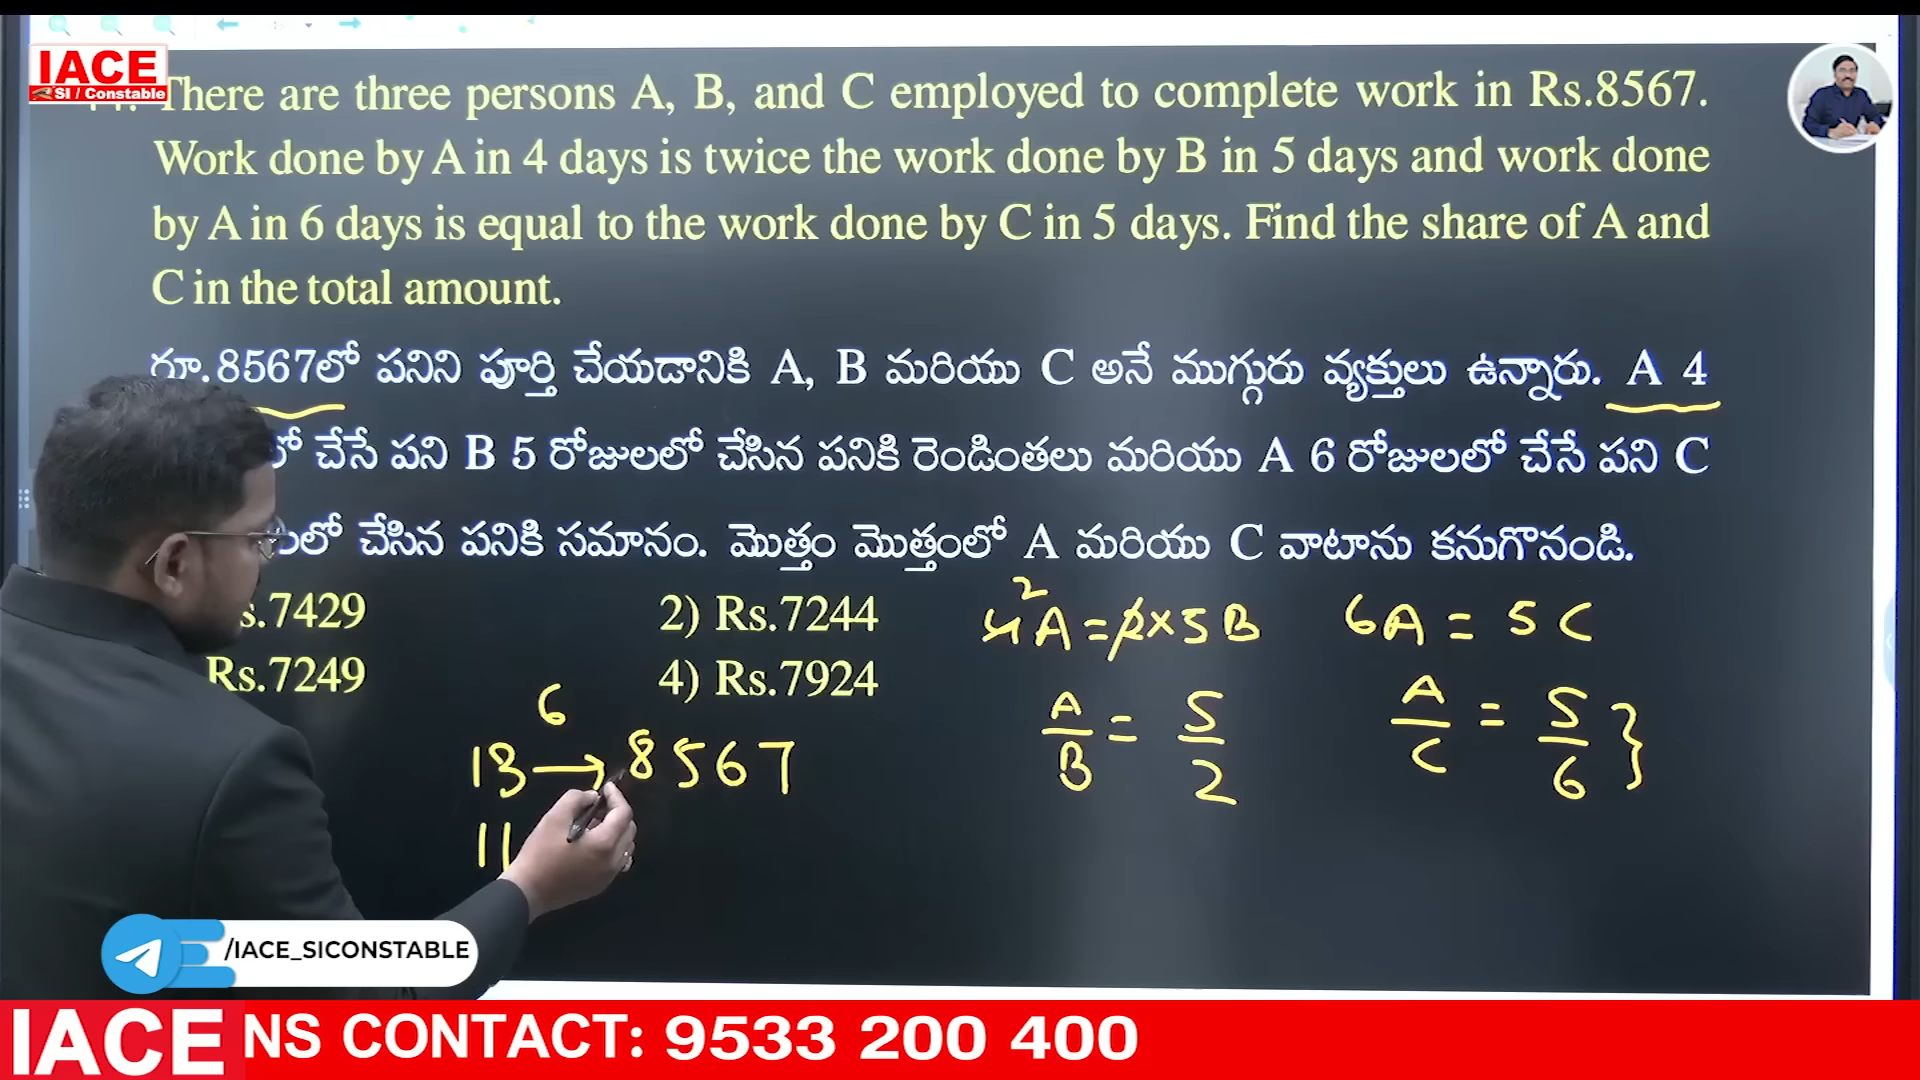 IACE
SI / Constable
There are three persons A, B, and C employed to complete work in Rs.8567.
Work done by A in 4 days is twice the work done by B in 5 days and work done
by A in 6 days is equal to the work done by C in 5 days. Find the share of A and
C in the total amount.
రూ.8567లో పనిని పూర్తి చేయడానికి A, B మరియు C అనే ముగ్గురు వ్యక్తులు ఉన్నారు. A 4
చేసే పని B 5 రోజులలో చేసిన పనికి రెండింతలు మరియు A 6 రోజులలో చేసే పని C
చేసిన పనికి సమానం. మొత్తం మొత్తంలో A మరియు C వాటాను కనుగొనండి.
s.7429 2) Rs.7244
Rs.7249 4) Rs.7924
2
4A = 2×5B 6A = 5C
A/B = 5/2 A/C = 5/6 }
6
13 → 8567
11
/IACE_SICONSTABLE
IACE NS CONTACT: 9533 200 400